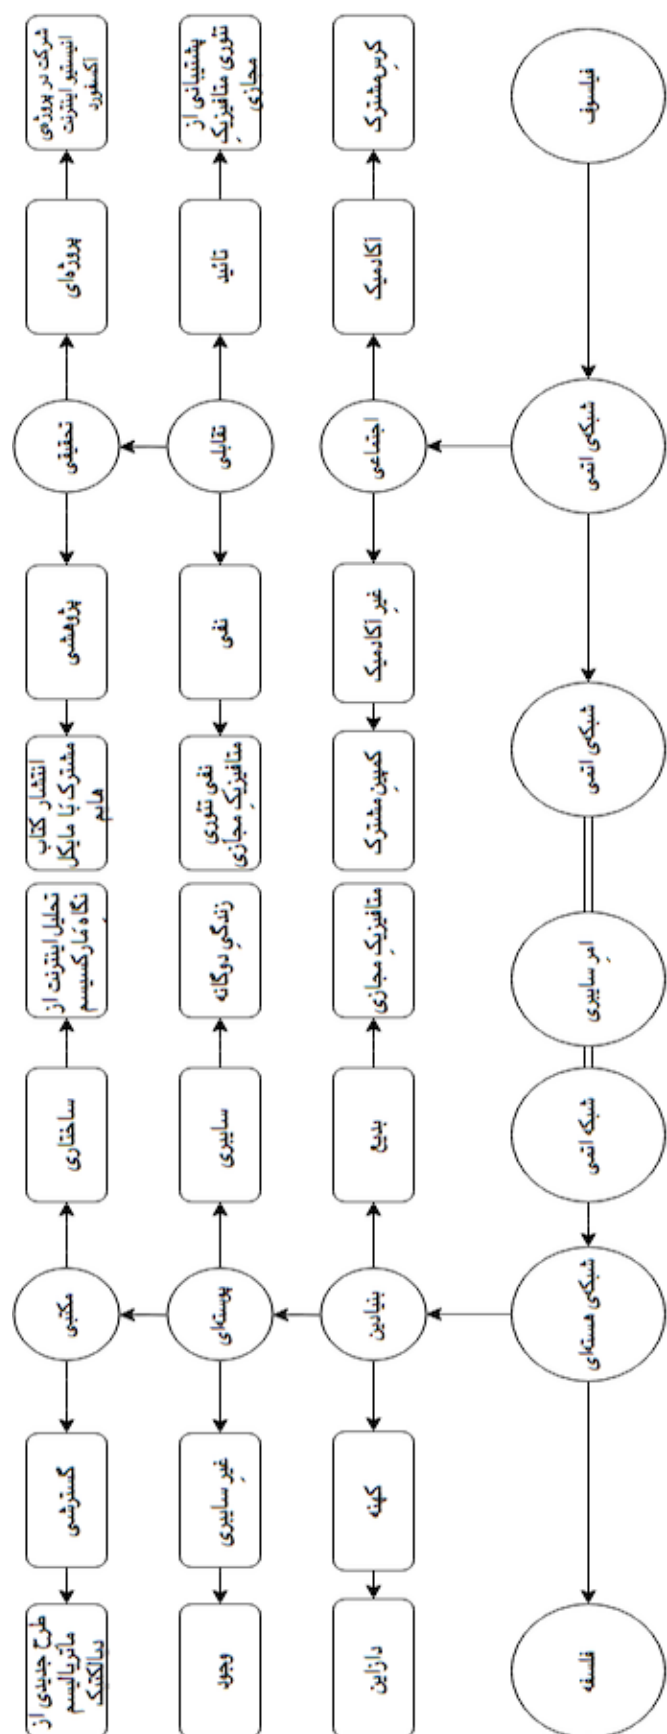 شرکت در پروژه‌ی
انیستیو اینترنت
آکسفورد
پروژه‌ای
تحقیقی
پژوهشی
انتشار کتابِ
مشترک با مایکل
هایم
تحلیل اینترنت از
نگاه مارکسیسم
ساختاری
مکتبی
گسترشی
طرح جدیدی از
ماتریالیسم
دیالکتیک
پشتیبانی از
تئوری متافیزیکِ
مجازی
تائید
تقابلی
نفی
نفی تئوری
متافیزیکِ مجازی
زندگیِ دوگانه
سایبری
پوسته‌ای
غیرِ سایبری
وجود
کرسِ مشترک
آکادمیک
اجتماعی
غیرِ آکادمیک
کمپینِ مشترک
متافیزیکِ مجازی
بدیع
بنیادین
کهنه
دازاین
فیلسوف
شبکه‌ی اتمی
شبکه‌ی اتمی
امرِ سایبری
شبکه اتمی
شبکه‌ی هسته‌ای
فلسفه